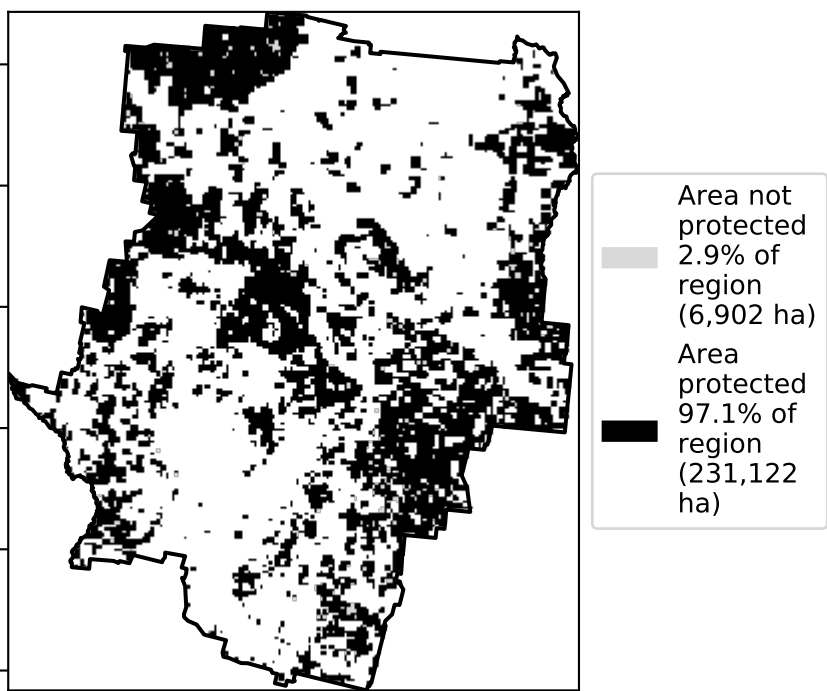 Area not
protected
2.9% of
region
(6,902 ha)
Area
protected
97.1% of
region
(231,122
ha)